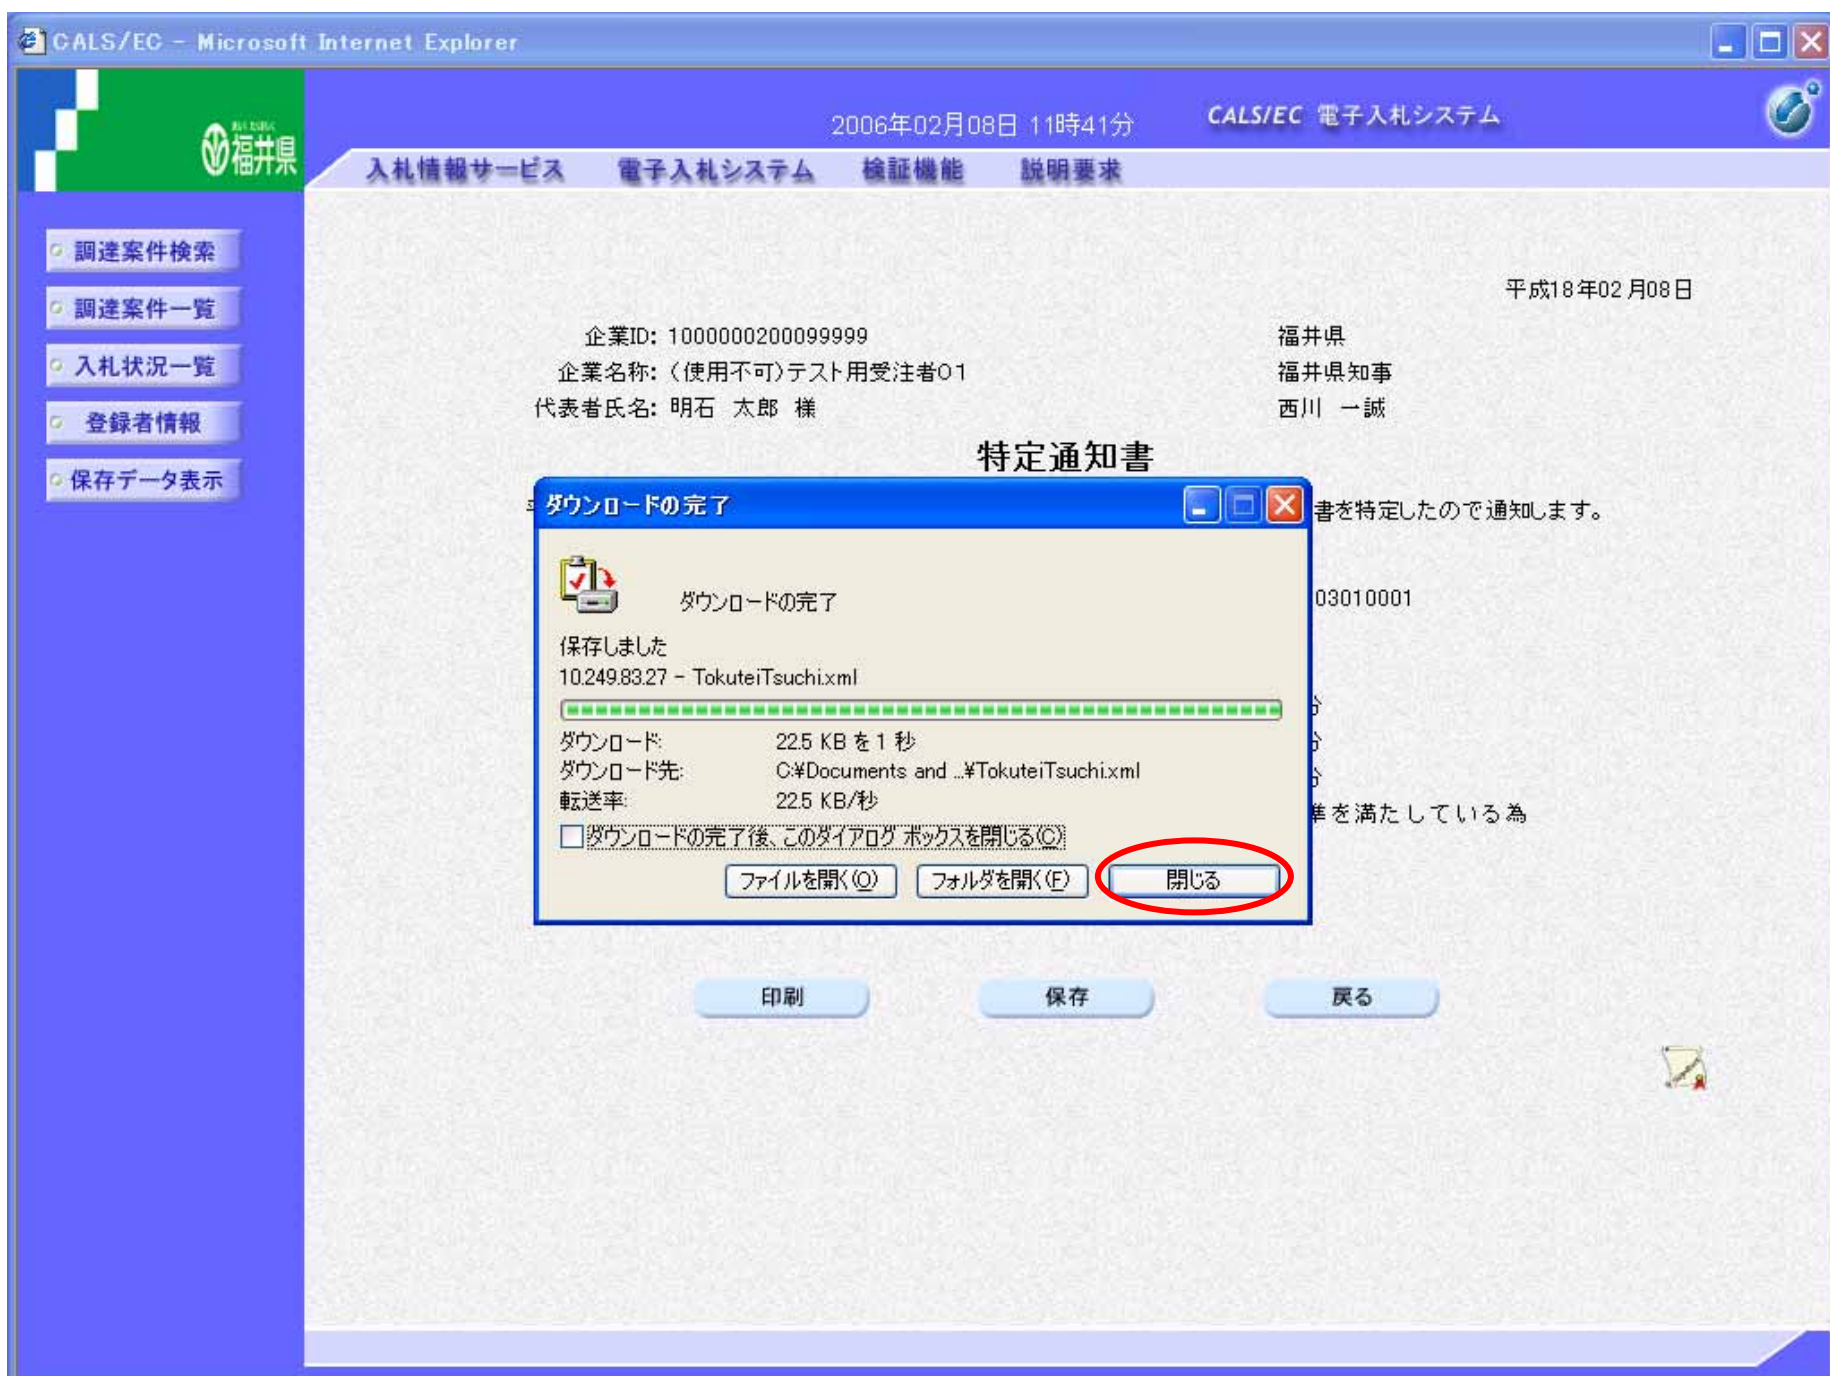 CALS/EC - Microsoft Internet Explorer
福井県
2006年02月08日 11時41分
CALS/EC 電子入札システム
入札情報サービス 電子入札システム 検証機能 説明要求
調達案件検索
調達案件一覧
入札状況一覧
登録者情報
保存データ表示
平成18年02月08日
企業ID: 1000000200099999
福井県
企業名称: (使用不可)テスト用受注者01
福井県知事
代表者氏名: 明石 太郎 様
西川 一誠
特定通知書
書を特定したので通知します。
03010001
準を満たしている為
ダウンロードの完了
ダウンロードの完了
保存しました
10.249.83.27 - TokuteiTsuchi.xml
ダウンロード: 22.5 KB を 1 秒
ダウンロード先: C:¥Documents and ...¥TokuteiTsuchi.xml
転送率: 22.5 KB/秒
ダウンロードの完了後、このダイアログ ボックスを閉じる(C)
ファイルを開く(O) フォルダを開く(F) 閉じる
印刷 保存 戻る